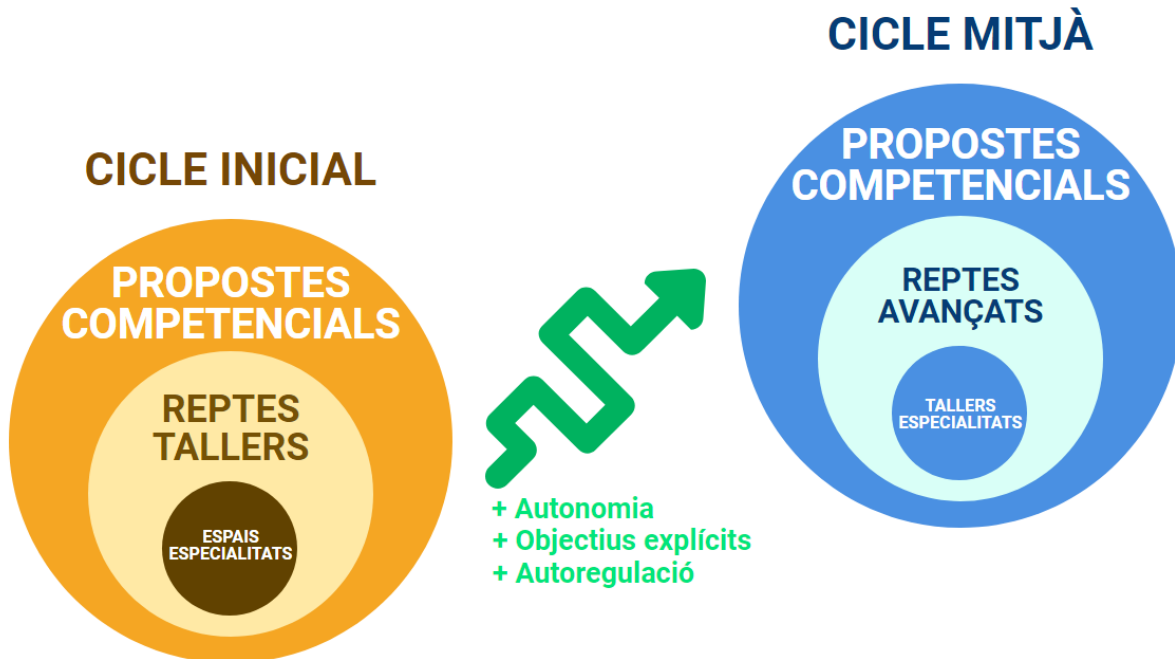 CICLE MITJÀ
PROPOSTES
COMPETENCIALS
REPTES
AVANÇATS
TALLERS
ESPECIALITATS
CICLE INICIAL
PROPOSTES
COMPETENCIALS
REPTES
TALLERS
ESPAIS
ESPECIALITATS
+ Autonomia
+ Objectius explícits
+ Autoregulació